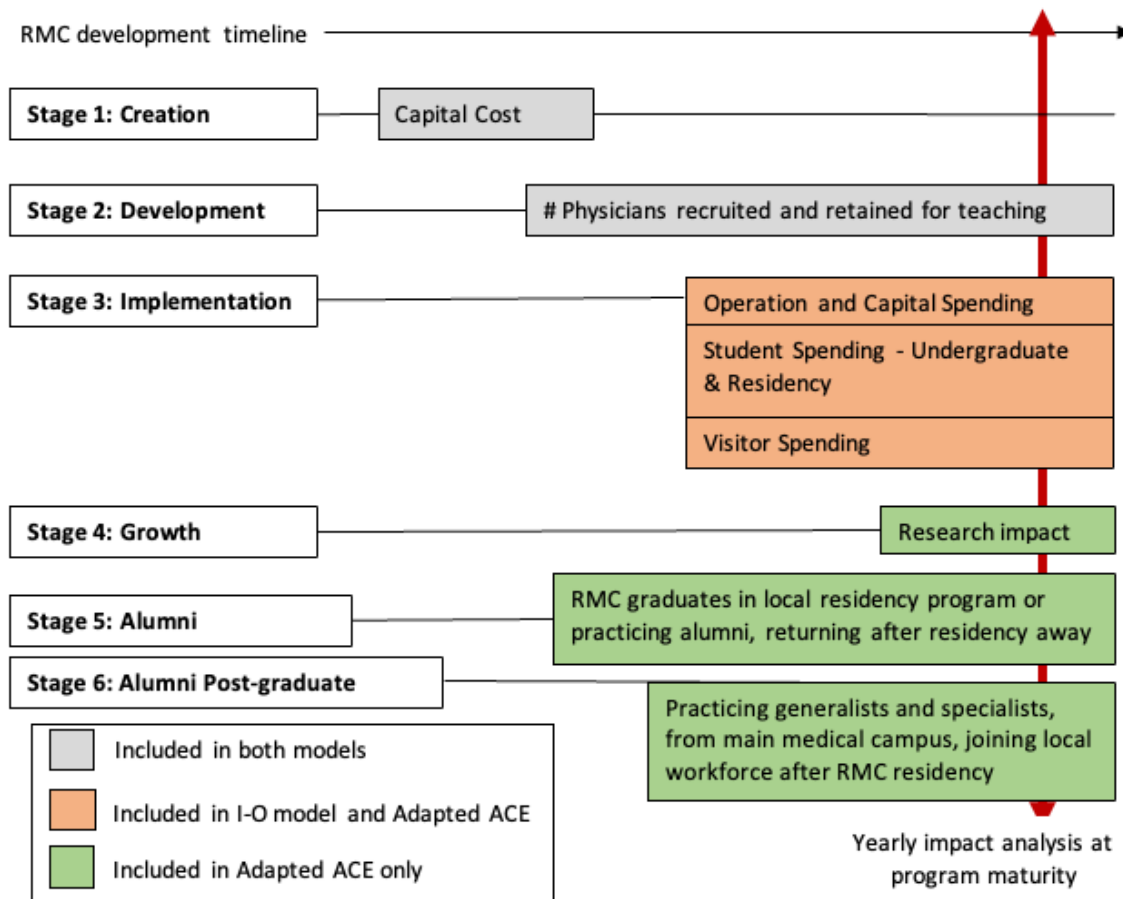 RMC development timeline
Stage 1: Creation
Capital Cost
Stage 2: Development
# Physicians recruited and retained for teaching
Stage 3: Implementation
Operation and Capital Spending
Student Spending - Undergraduate
& Residency
Visitor Spending
Stage 4: Growth
Research impact
Stage 5: Alumni
RMC graduates in local residency program or
practicing alumni, returning after residency away
Stage 6: Alumni Post-graduate
Practicing generalists and specialists,
from main medical campus, joining local
workforce after RMC residency
Included in both models
Included in I-O model and Adapted ACE
Included in Adapted ACE only
Yearly impact analysis at
program maturity